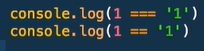 console.log(1 === '1')
console.log(1 == '1')